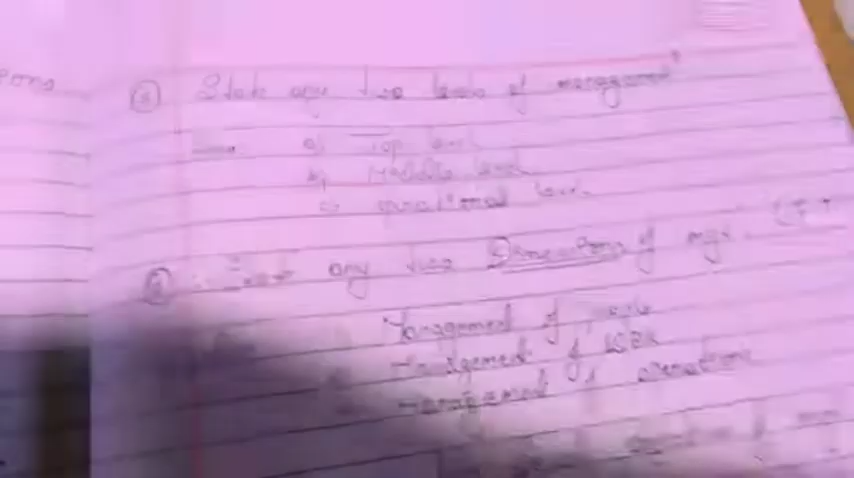 State any two levels of management
a) Top level
b) Middle level
c) operational level
any two Dimensions of mgt.
Management of people
Management of work
Management of operations
of